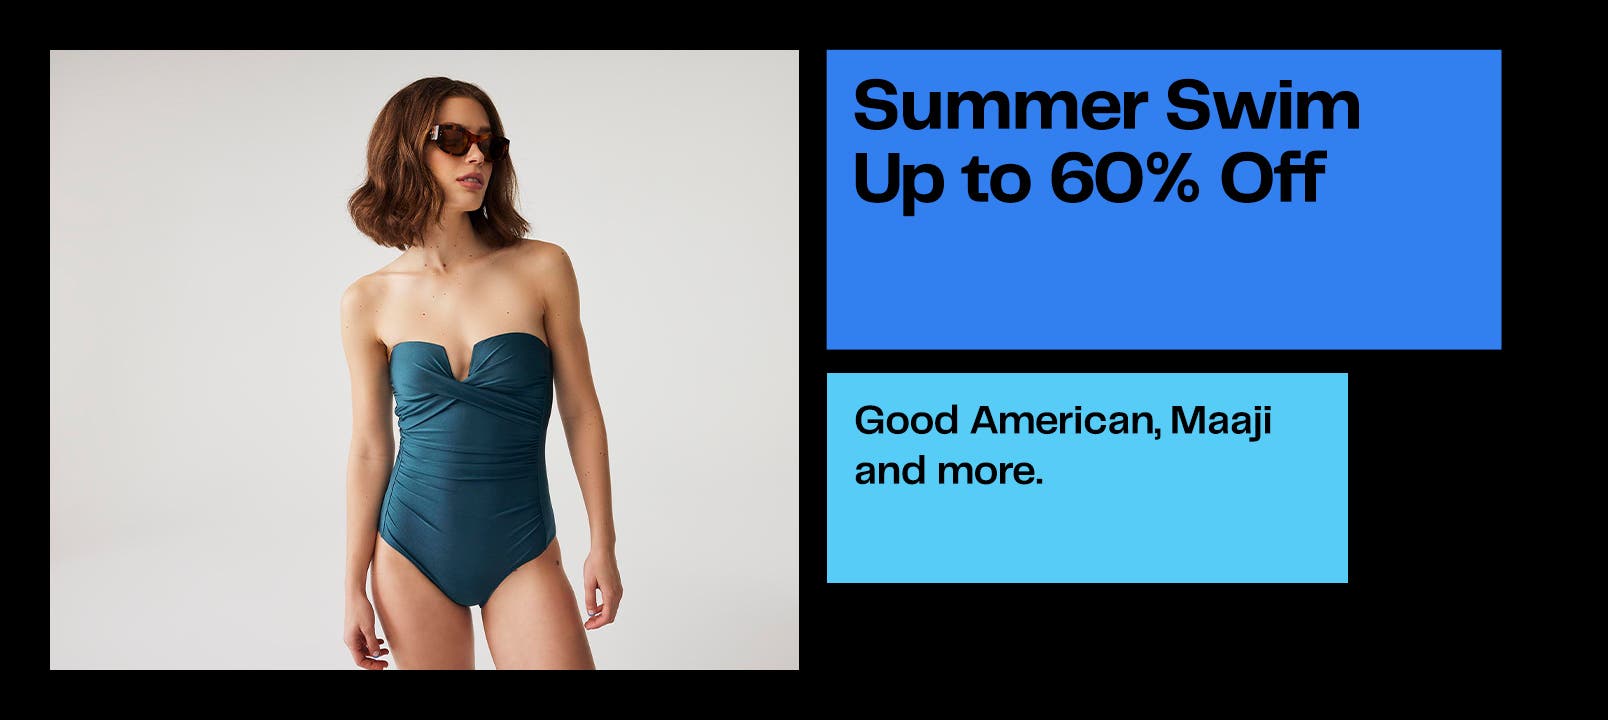 Summer Swim
Up to 60% Off
Good American, Maaji
and more.